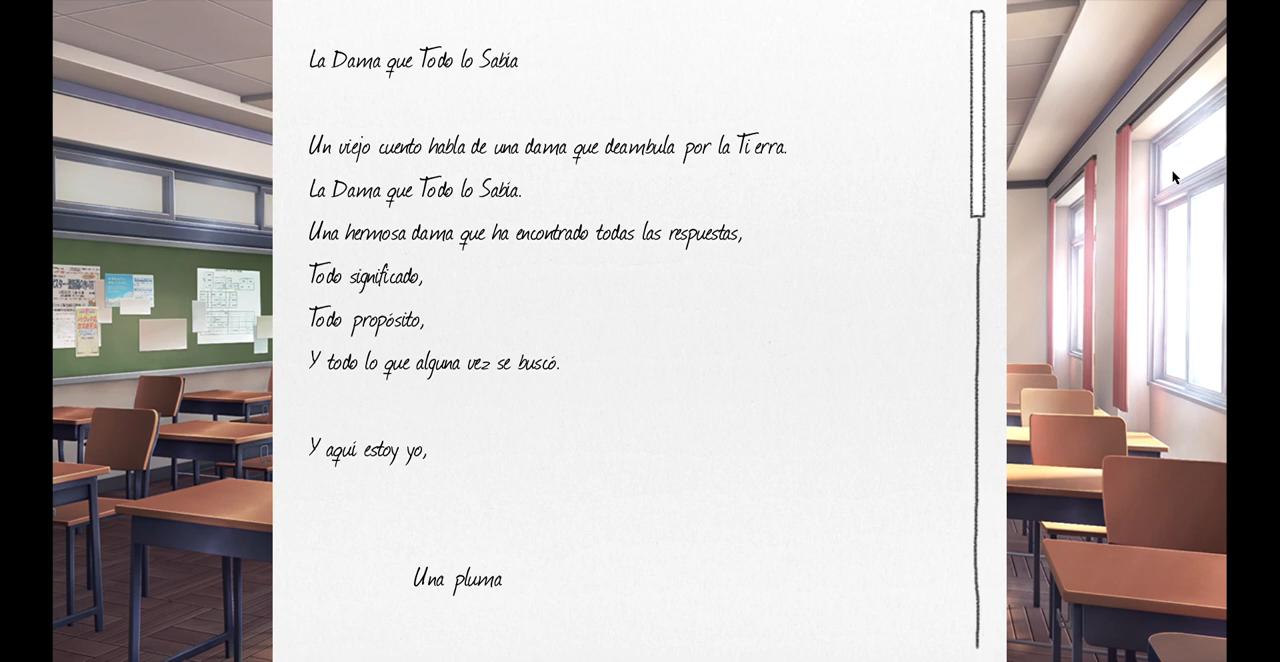 La Dama que Todo lo Sabía
Un viejo cuento habla de una dama que deambula por la Tierra.
La Dama que Todo lo Sabía.
Una hermosa dama que ha encontrado todas las respuestas,
Todo significado,
Todo propósito,
Y todo lo que alguna vez se buscó.
Y aquí estoy yo,
Una pluma